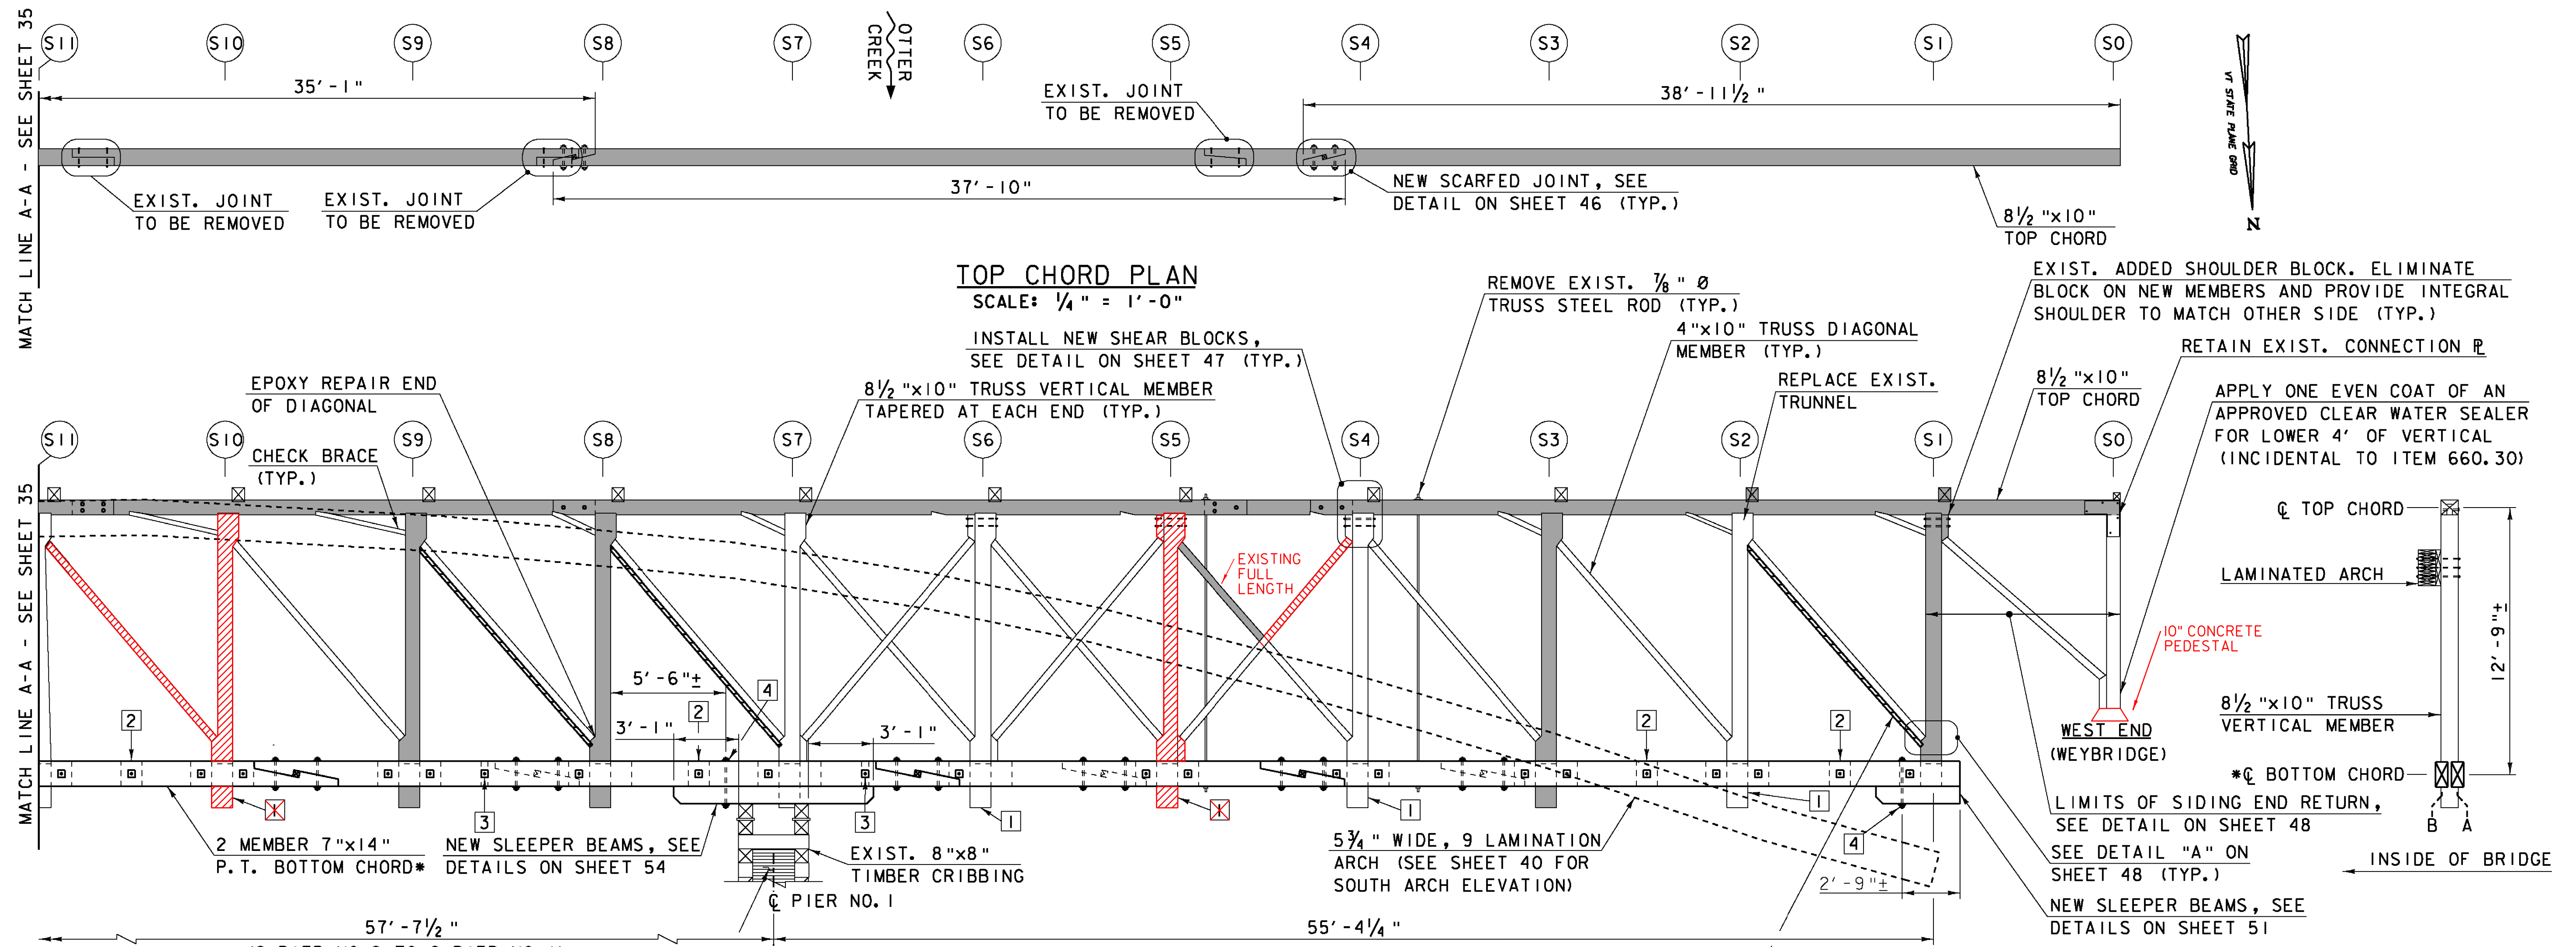 MATCH LINE A-A - SEE SHEET 35
S11 S10 S9 S8 S7 S6 S5 S4 S3 S2 S1 S0
OTTER
CREEK
35'-1"
EXIST. JOINT
TO BE REMOVED
38'-11½"
VT STATE PLANE GRID
N
EXIST. JOINT
TO BE REMOVED
EXIST. JOINT
TO BE REMOVED
37'-10"
NEW SCARFED JOINT, SEE
DETAIL ON SHEET 46 (TYP.)
8½"x10"
TOP CHORD
TOP CHORD PLAN
SCALE: ¼" = 1'-0"
REMOVE EXIST. ⅞" Ø
TRUSS STEEL ROD (TYP.)
EXIST. ADDED SHOULDER BLOCK. ELIMINATE
BLOCK ON NEW MEMBERS AND PROVIDE INTEGRAL
SHOULDER TO MATCH OTHER SIDE (TYP.)
INSTALL NEW SHEAR BLOCKS,
SEE DETAIL ON SHEET 47 (TYP.)
4"x10" TRUSS DIAGONAL
MEMBER (TYP.)
RETAIN EXIST. CONNECTION ⅊
EPOXY REPAIR END
OF DIAGONAL
8½"x10" TRUSS VERTICAL MEMBER
TAPERED AT EACH END (TYP.)
REPLACE EXIST.
TRUNNEL
8½"x10"
TOP CHORD
APPLY ONE EVEN COAT OF AN
APPROVED CLEAR WATER SEALER
FOR LOWER 4' OF VERTICAL
(INCIDENTAL TO ITEM 660.30)
S11 S10 S9 S8 S7 S6 S5 S4 S3 S2 S1 S0
CHECK BRACE
(TYP.)
MATCH LINE A-A - SEE SHEET 35
℄ TOP CHORD
EXISTING
FULL
LENGTH
LAMINATED ARCH
12'-9"±
10" CONCRETE
PEDESTAL
5'-6"±
4
2
2
3'-1"
3'-1"
2
2
8½"x10" TRUSS
VERTICAL MEMBER
WEST END
(WEYBRIDGE)
*℄ BOTTOM CHORD
1
3
3
1
1
1
1
4
B A
2 MEMBER 7"x14"
P.T. BOTTOM CHORD*
NEW SLEEPER BEAMS, SEE
DETAILS ON SHEET 54
EXIST. 8"x8"
TIMBER CRIBBING
℄ PIER NO. 1
5¾" WIDE, 9 LAMINATION
ARCH (SEE SHEET 40 FOR
SOUTH ARCH ELEVATION)
LIMITS OF SIDING END RETURN,
SEE DETAIL ON SHEET 48
SEE DETAIL "A" ON
SHEET 48 (TYP.)
INSIDE OF BRIDGE
2'-9"±
NEW SLEEPER BEAMS, SEE
DETAILS ON SHEET 51
57'-7½"
55'-4¼"